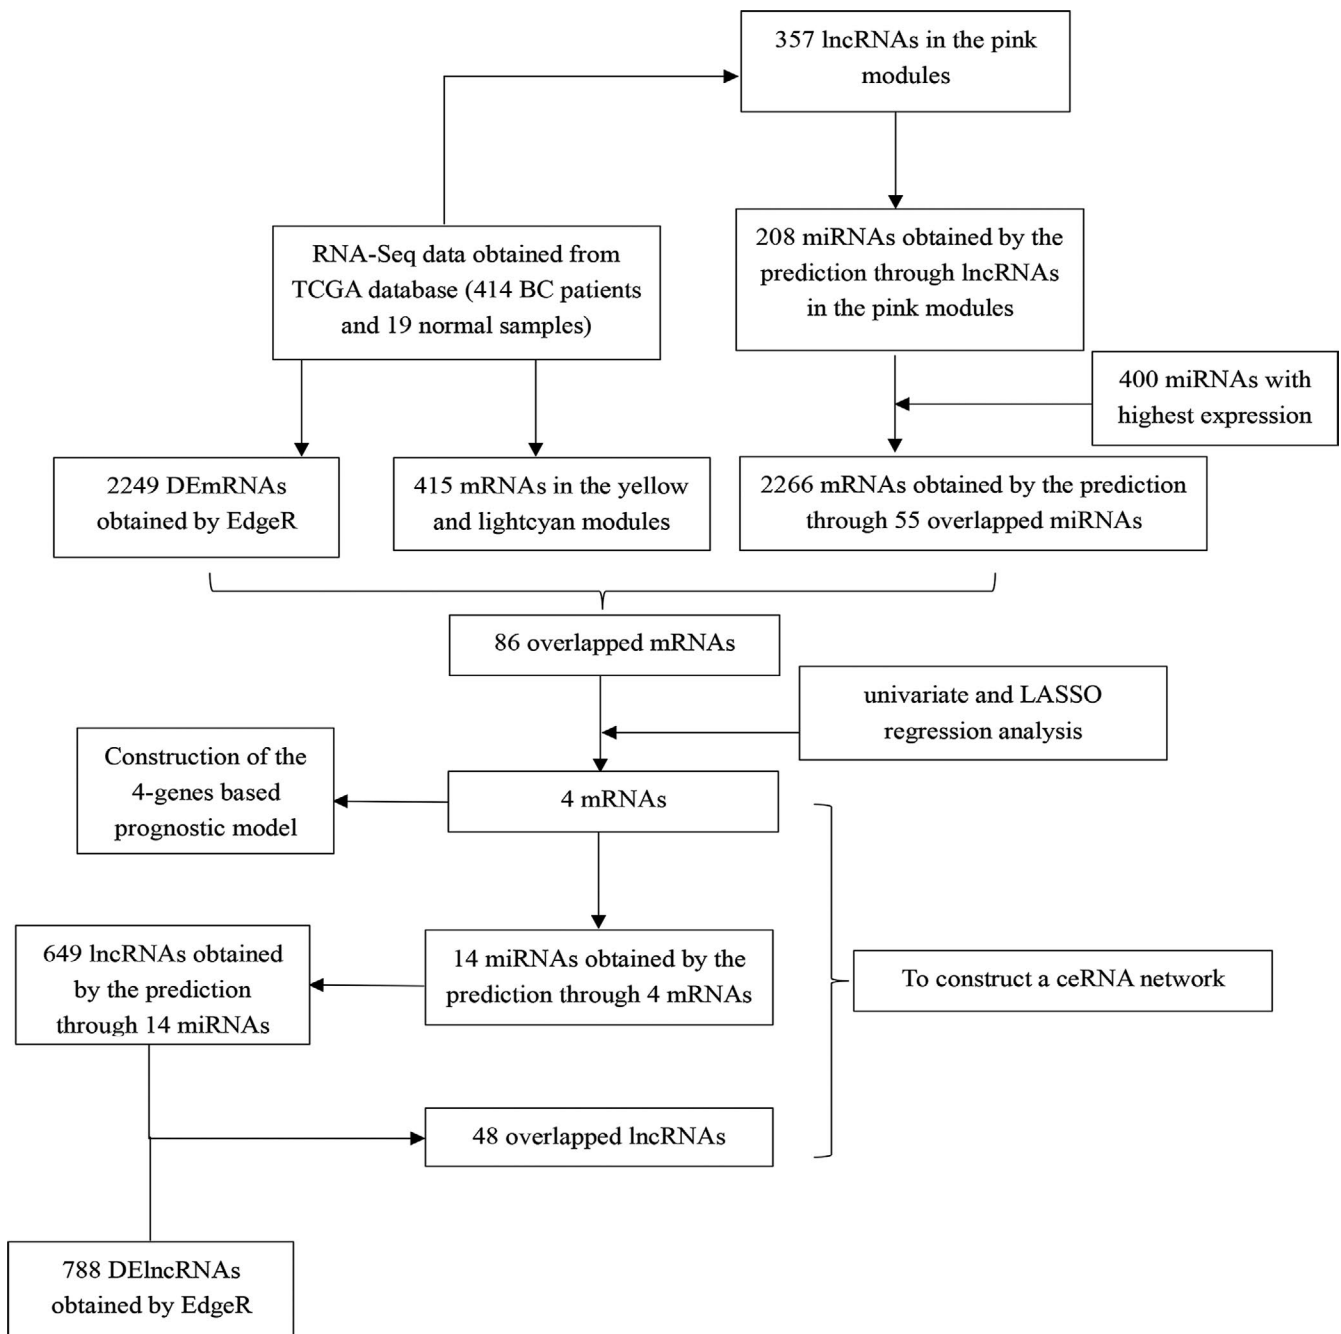 357 lncRNAs in the pink
modules
RNA-Seq data obtained from
TCGA database (414 BC patients
and 19 normal samples)
208 miRNAs obtained by the
prediction through lncRNAs
in the pink modules
400 miRNAs with
highest expression
2249 DEmRNAs
obtained by EdgeR
415 mRNAs in the yellow
and lightcyan modules
2266 mRNAs obtained by the prediction
through 55 overlapped miRNAs
86 overlapped mRNAs
univariate and LASSO
regression analysis
Construction of the
4-genes based
prognostic model
4 mRNAs
649 lncRNAs obtained
by the prediction
through 14 miRNAs
14 miRNAs obtained by the
prediction through 4 mRNAs
To construct a ceRNA network
48 overlapped lncRNAs
788 DElncRNAs
obtained by EdgeR